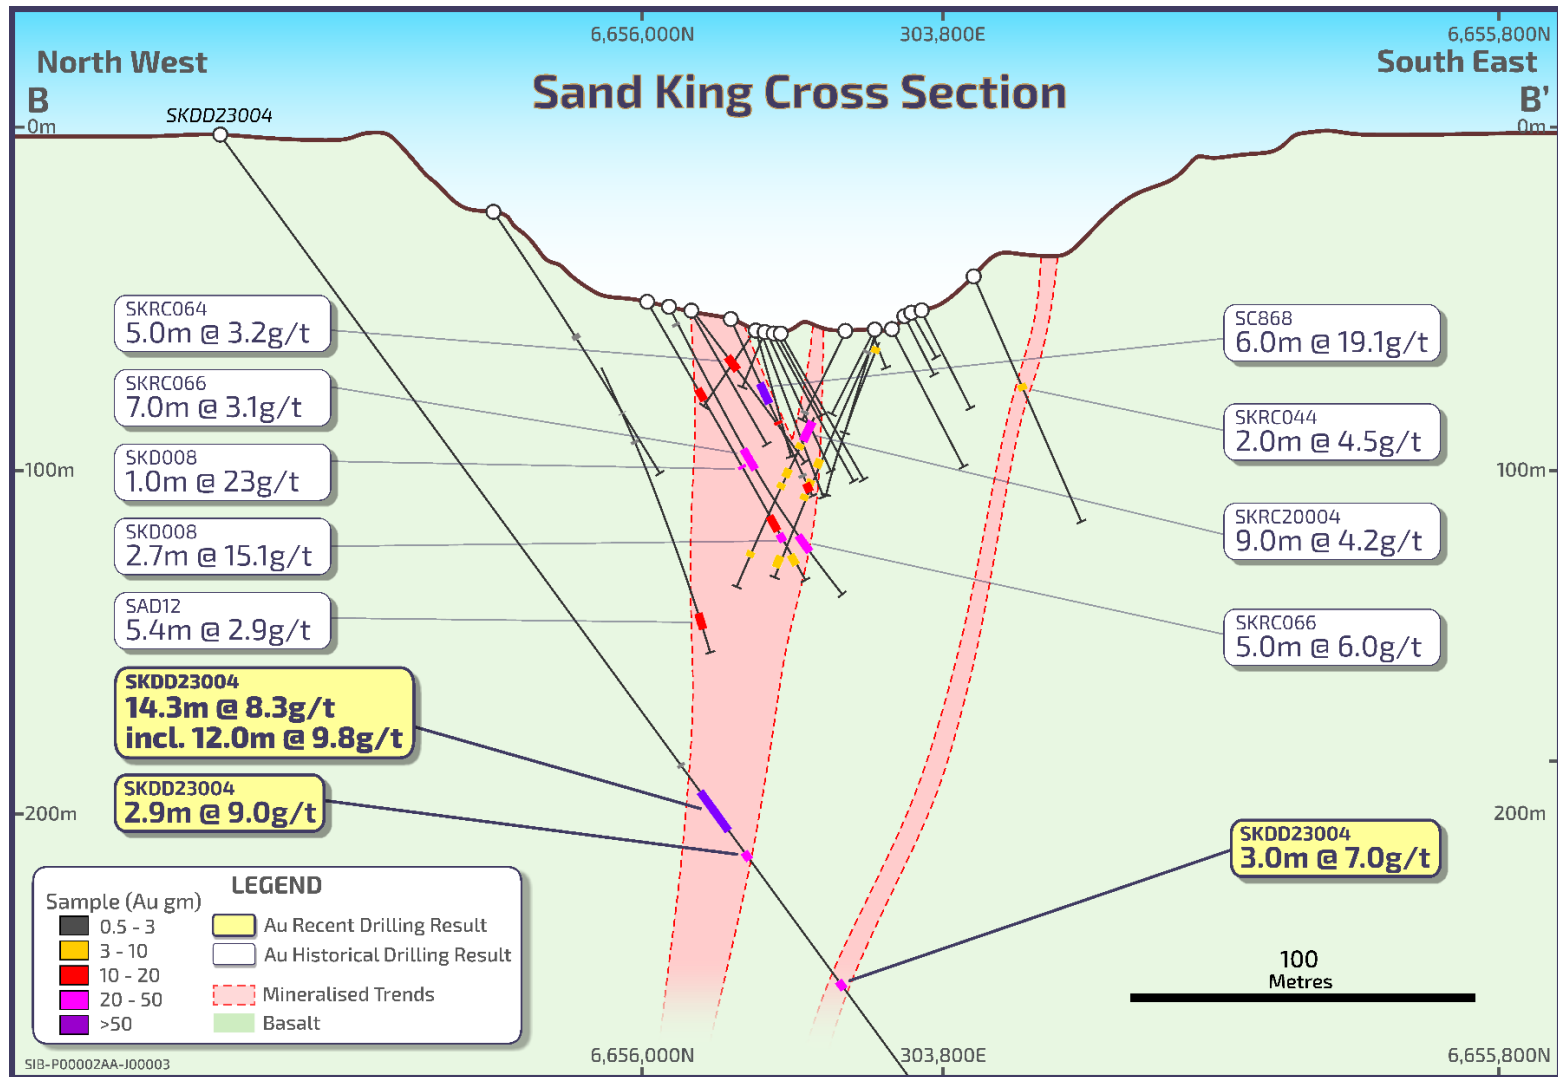 6,656,000N
303,800E
6,655,800N
North West
South East
Sand King Cross Section
B
B'
0m
0m
SKDD23004
SKRC064
5.0m @ 3.2g/t
SKRC066
7.0m @ 3.1g/t
SKD008
1.0m @ 23g/t
SKD008
2.7m @ 15.1g/t
SAD12
5.4m @ 2.9g/t
SKDD23004
14.3m @ 8.3g/t
incl. 12.0m @ 9.8g/t
SKDD23004
2.9m @ 9.0g/t
100m
200m
SC868
6.0m @ 19.1g/t
SKRC044
2.0m @ 4.5g/t
SKRC20004
9.0m @ 4.2g/t
SKRC066
5.0m @ 6.0g/t
SKDD23004
3.0m @ 7.0g/t
100m
200m
LEGEND
Sample (Au gm)
0.5 - 3
3 - 10
10 - 20
20 - 50
>50
Au Recent Drilling Result
Au Historical Drilling Result
Mineralised Trends
Basalt
100
Metres
SIB-P00002AA-J00003
6,656,000N
303,800E
6,655,800N